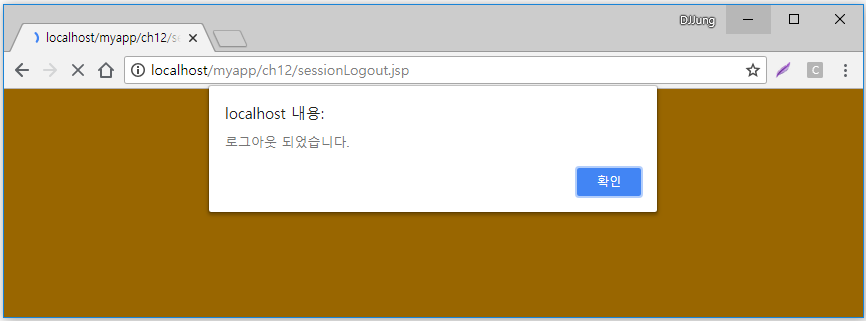 DJJung
localhost/myapp/ch12/se
localhost/myapp/ch12/sessionLogout.jsp
C
localhost 내용:
로그아웃 되었습니다.
확인